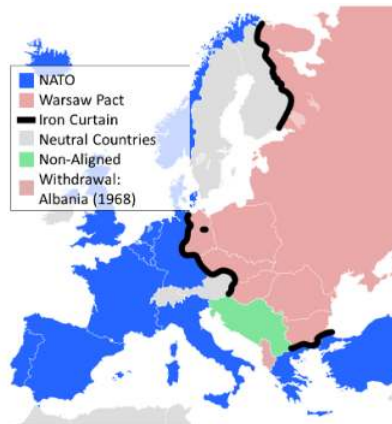 NATO
Warsaw Pact
Iron Curtain
Neutral Countries
Non-Aligned
Withdrawal:
Albania (1968)